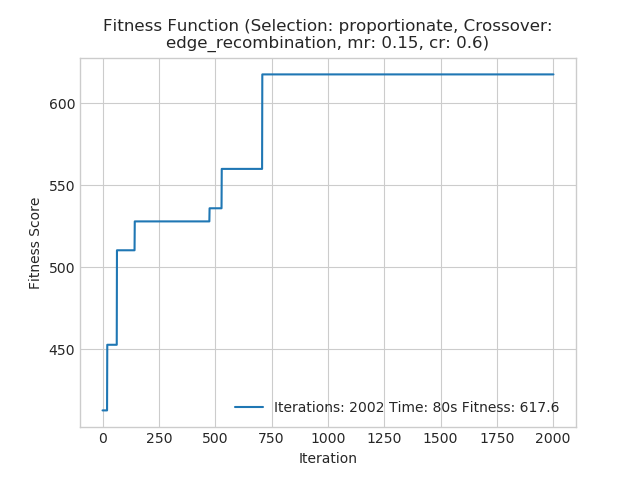 Fitness Function (Selection: proportionate, Crossover:
edge_recombination, mr: 0.15, cr: 0.6)
600
550
500
450
Fitness Score
Iterations: 2002 Time: 80s Fitness: 617.6
0 250 500 750 1000 1250 1500 1750 2000
Iteration